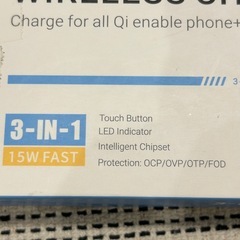 WIRELESS
Charge for all Qi enable phone+
3-IN-1
15W FAST
Touch Button
LED Indicator
Intelligent Chipset
Protection: OCP/OVP/OTP/FOD